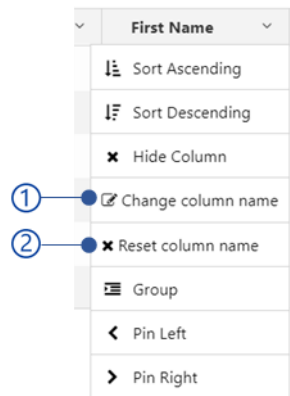 First Name
Sort Ascending
Sort Descending
Hide Column
1
Change column name
2
Reset column name
Group
Pin Left
Pin Right